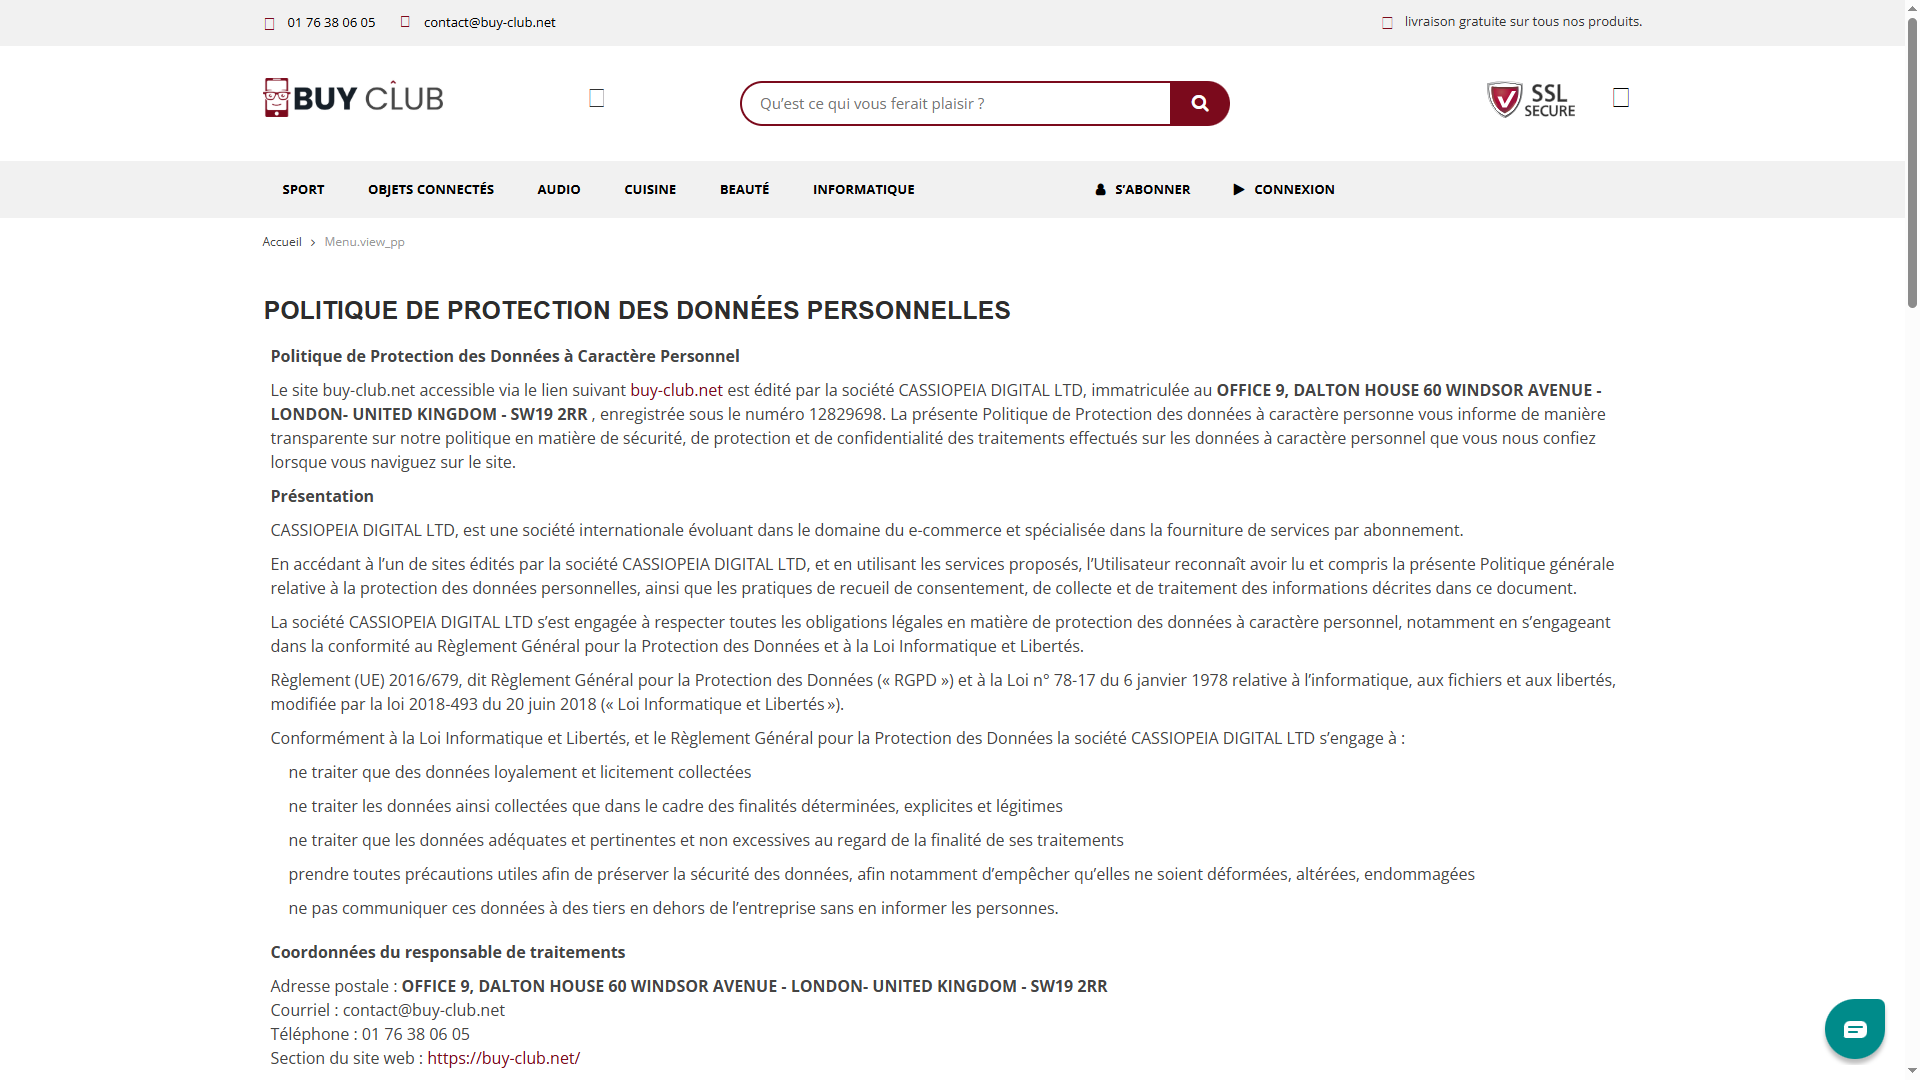 01 76 38 06 05 contact@buy-club.net livraison gratuite sur tous nos produits.
BUY CLUB Qu'est ce qui vous ferait plaisir ? SSL SECURE
SPORT OBJETS CONNECTÉS AUDIO CUISINE BEAUTÉ INFORMATIQUE S'ABONNER CONNEXION
Accueil > Menu.view_pp
POLITIQUE DE PROTECTION DES DONNÉES PERSONNELLES
Politique de Protection des Données à Caractère Personnel
Le site buy-club.net accessible via le lien suivant buy-club.net est édité par la société CASSIOPEIA DIGITAL LTD, immatriculée au OFFICE 9, DALTON HOUSE 60 WINDSOR AVENUE -
LONDON- UNITED KINGDOM - SW19 2RR , enregistrée sous le numéro 12829698. La présente Politique de Protection des données à caractère personne vous informe de manière
transparente sur notre politique en matière de sécurité, de protection et de confidentialité des traitements effectués sur les données à caractère personnel que vous nous confiez
lorsque vous naviguez sur le site.
Présentation
CASSIOPEIA DIGITAL LTD, est une société internationale évoluant dans le domaine du e-commerce et spécialisée dans la fourniture de services par abonnement.
En accédant à l'un de sites édités par la société CASSIOPEIA DIGITAL LTD, et en utilisant les services proposés, l'Utilisateur reconnaît avoir lu et compris la présente Politique générale
relative à la protection des données personnelles, ainsi que les pratiques de recueil de consentement, de collecte et de traitement des informations décrites dans ce document.
La société CASSIOPEIA DIGITAL LTD s'est engagée à respecter toutes les obligations légales en matière de protection des données à caractère personnel, notamment en s'engageant
dans la conformité au Règlement Général pour la Protection des Données et à la Loi Informatique et Libertés.
Règlement (UE) 2016/679, dit Règlement Général pour la Protection des Données (« RGPD ») et à la Loi n° 78-17 du 6 janvier 1978 relative à l'informatique, aux fichiers et aux libertés,
modifiée par la loi 2018-493 du 20 juin 2018 (« Loi Informatique et Libertés »).
Conformément à la Loi Informatique et Libertés, et le Règlement Général pour la Protection des Données la société CASSIOPEIA DIGITAL LTD s'engage à :
ne traiter que des données loyalement et licitement collectées
ne traiter les données ainsi collectées que dans le cadre des finalités déterminées, explicites et légitimes
ne traiter que les données adéquates et pertinentes et non excessives au regard de la finalité de ses traitements
prendre toutes précautions utiles afin de préserver la sécurité des données, afin notamment d'empêcher qu'elles ne soient déformées, altérées, endommagées
ne pas communiquer ces données à des tiers en dehors de l'entreprise sans en informer les personnes.
Coordonnées du responsable de traitements
Adresse postale : OFFICE 9, DALTON HOUSE 60 WINDSOR AVENUE - LONDON- UNITED KINGDOM - SW19 2RR
Courriel : contact@buy-club.net
Téléphone : 01 76 38 06 05
Section du site web : https://buy-club.net/